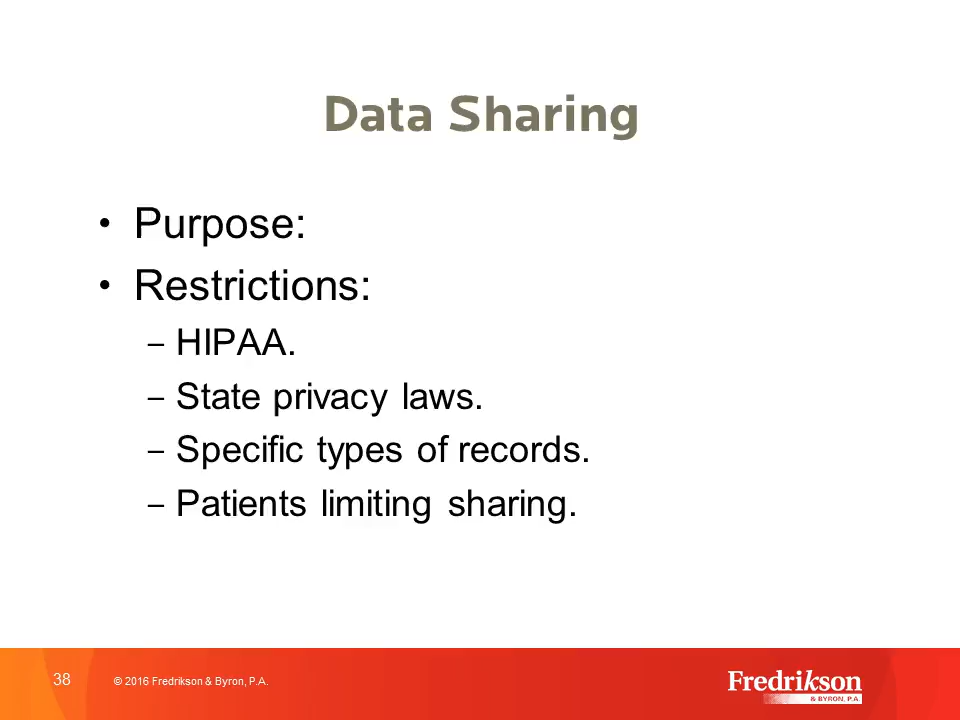 Data Sharing
• Purpose:
• Restrictions:
– HIPAA.
– State privacy laws.
– Specific types of records.
– Patients limiting sharing.
38
© 2016 Fredrikson & Byron, P.A.
Fredrikson
& BYRON, P.A.